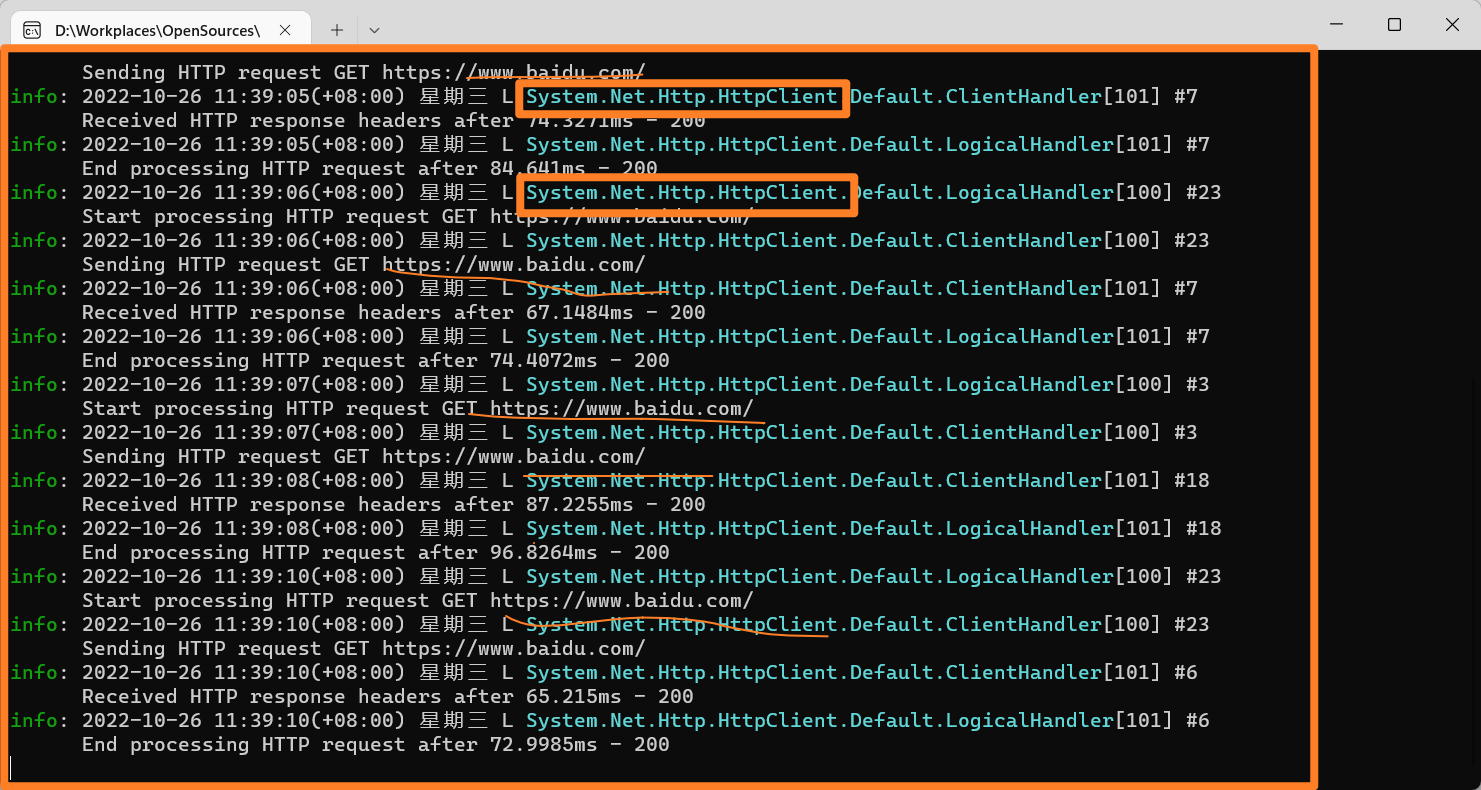 D:\Workplaces\OpenSources\
Sending HTTP request GET https://www.baidu.com/
info: 2022-10-26 11:39:05(+08:00) 星期三 L System.Net.Http.HttpClient.Default.ClientHandler[101] #7
Received HTTP response headers after 74.3271ms - 200
info: 2022-10-26 11:39:05(+08:00) 星期三 L System.Net.Http.HttpClient.Default.LogicalHandler[101] #7
End processing HTTP request after 84.641ms - 200
info: 2022-10-26 11:39:06(+08:00) 星期三 L System.Net.Http.HttpClient.Default.LogicalHandler[100] #23
Start processing HTTP request GET https://www.baidu.com/
info: 2022-10-26 11:39:06(+08:00) 星期三 L System.Net.Http.HttpClient.Default.ClientHandler[100] #23
Sending HTTP request GET https://www.baidu.com/
info: 2022-10-26 11:39:06(+08:00) 星期三 L System.Net.Http.HttpClient.Default.ClientHandler[101] #7
Received HTTP response headers after 67.1484ms - 200
info: 2022-10-26 11:39:06(+08:00) 星期三 L System.Net.Http.HttpClient.Default.LogicalHandler[101] #7
End processing HTTP request after 74.4072ms - 200
info: 2022-10-26 11:39:07(+08:00) 星期三 L System.Net.Http.HttpClient.Default.LogicalHandler[100] #3
Start processing HTTP request GET https://www.baidu.com/
info: 2022-10-26 11:39:07(+08:00) 星期三 L System.Net.Http.HttpClient.Default.ClientHandler[100] #3
Sending HTTP request GET https://www.baidu.com/
info: 2022-10-26 11:39:08(+08:00) 星期三 L System.Net.Http.HttpClient.Default.ClientHandler[101] #18
Received HTTP response headers after 87.2255ms - 200
info: 2022-10-26 11:39:08(+08:00) 星期三 L System.Net.Http.HttpClient.Default.LogicalHandler[101] #18
End processing HTTP request after 96.8264ms - 200
info: 2022-10-26 11:39:10(+08:00) 星期三 L System.Net.Http.HttpClient.Default.LogicalHandler[100] #23
Start processing HTTP request GET https://www.baidu.com/
info: 2022-10-26 11:39:10(+08:00) 星期三 L System.Net.Http.HttpClient.Default.ClientHandler[100] #23
Sending HTTP request GET https://www.baidu.com/
info: 2022-10-26 11:39:10(+08:00) 星期三 L System.Net.Http.HttpClient.Default.ClientHandler[101] #6
Received HTTP response headers after 65.215ms - 200
info: 2022-10-26 11:39:10(+08:00) 星期三 L System.Net.Http.HttpClient.Default.LogicalHandler[101] #6
End processing HTTP request after 72.9985ms - 200